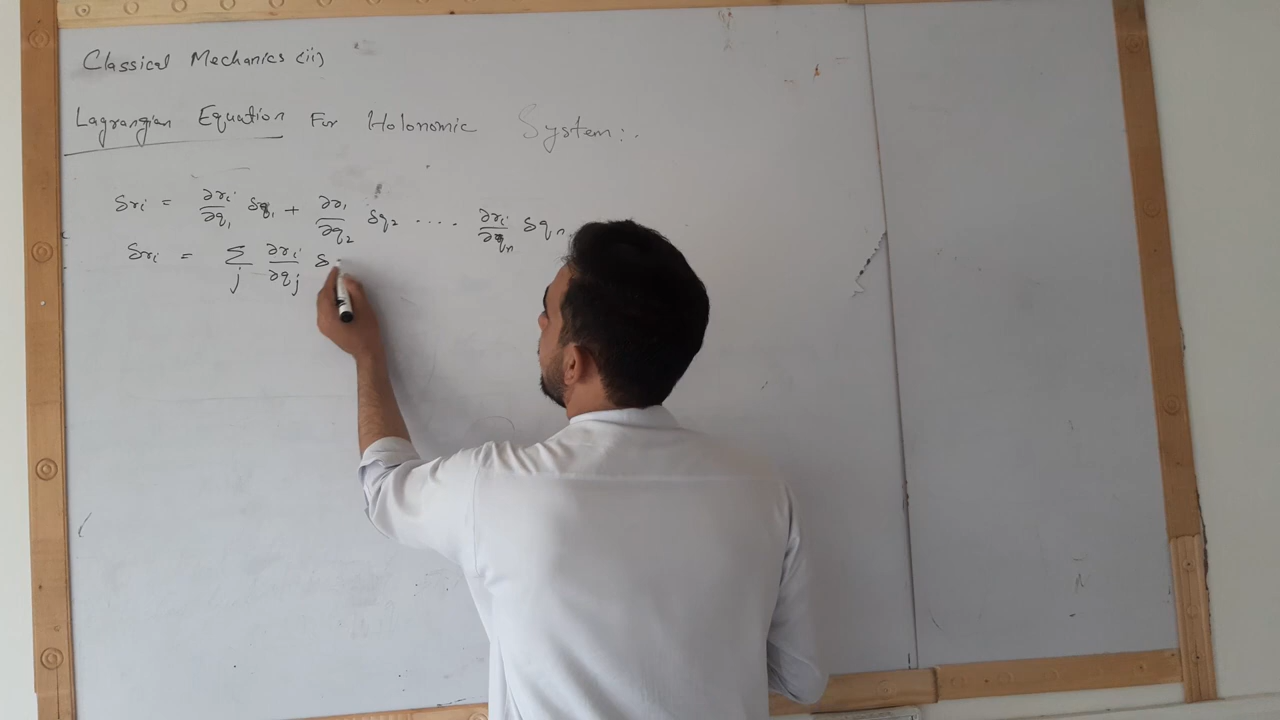 Classical Mechanics (ii)
Lagrangian Equation For Holonomic System:.
δri = ∂ri/∂q1 δq1 + ∂r1/∂q2 δq2 .... ∂ri/∂qn δqn
δri = Σj ∂ri/∂qj δ